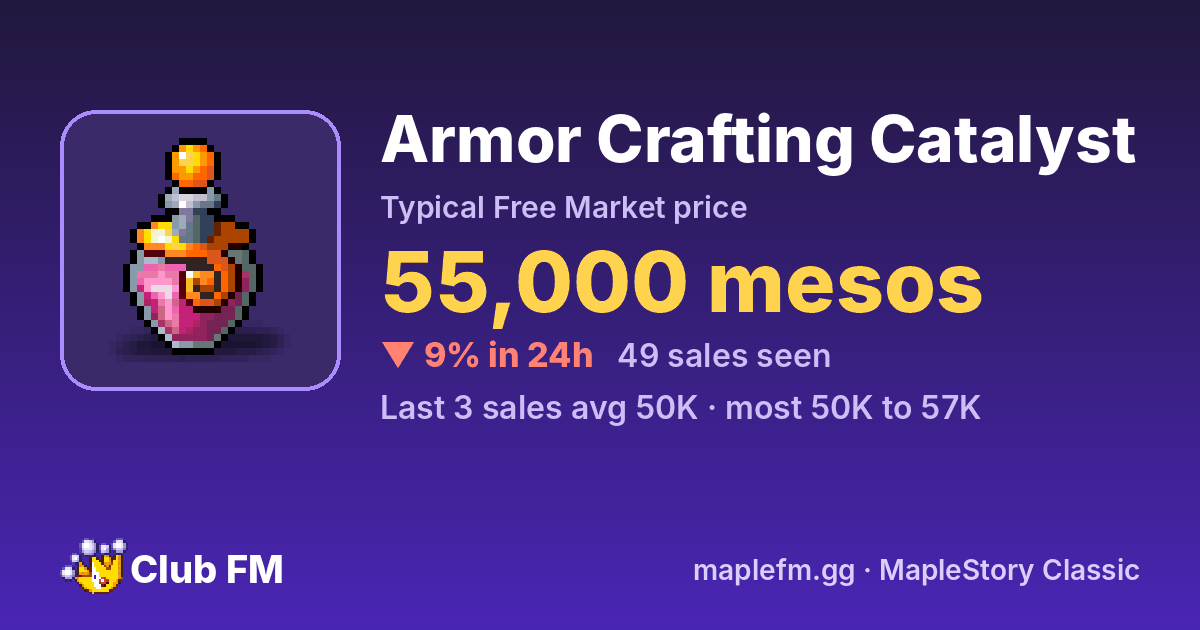 Armor Crafting Catalyst
Typical Free Market price
55,000 mesos
▼ 9% in 24h 49 sales seen
Last 3 sales avg 50K · most 50K to 57K
Club FM
maplefm.gg · MapleStory Classic